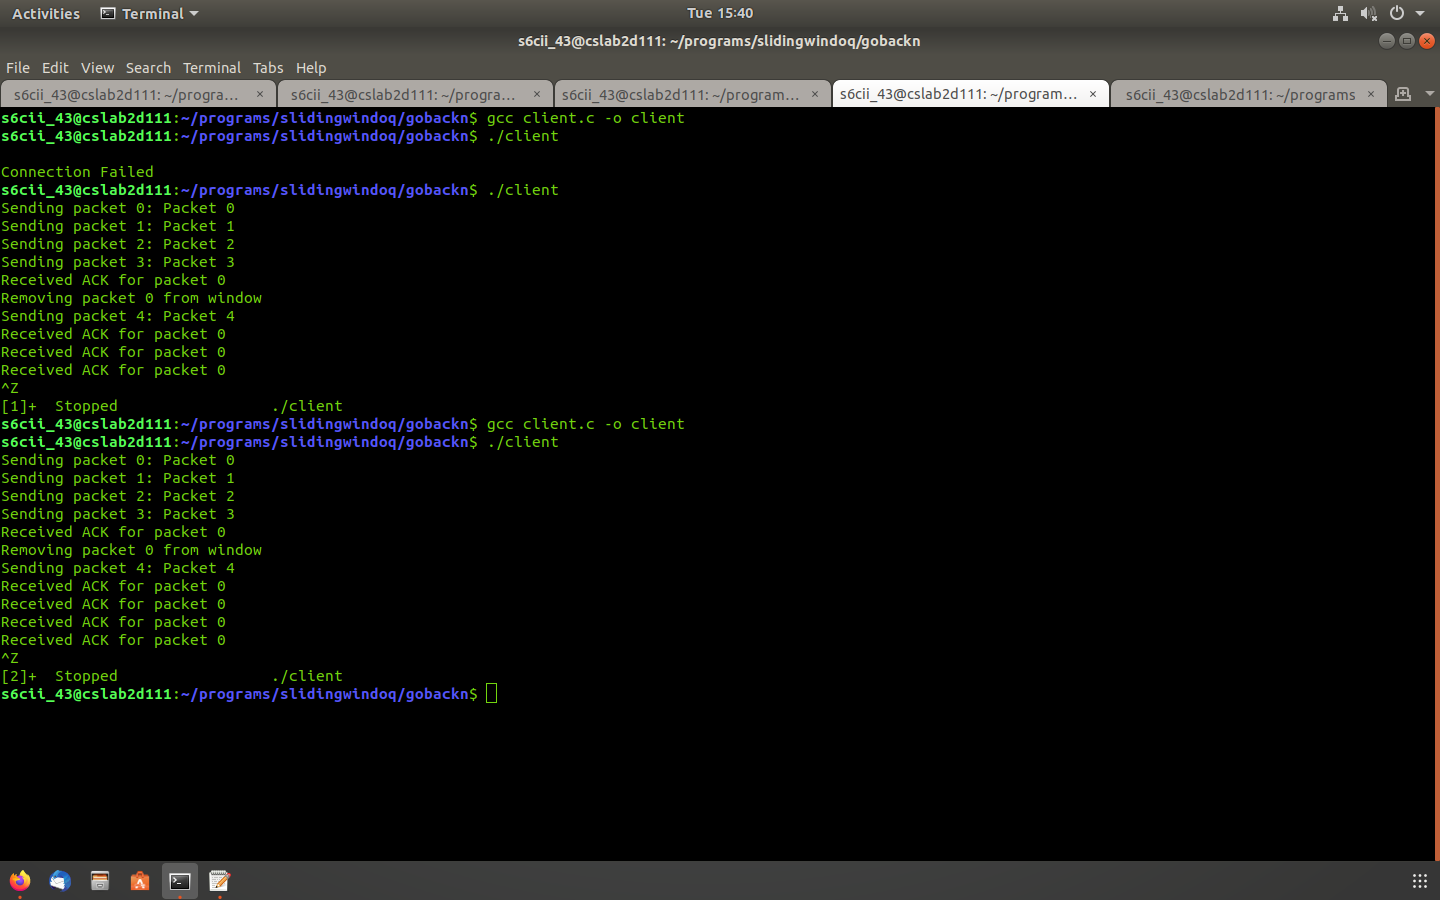 Activities Terminal Tue 15:40
s6cii_43@cslab2d111: ~/programs/slidingwindoq/gobackn
File Edit View Search Terminal Tabs Help
s6cii_43@cslab2d111: ~/progra… × s6cii_43@cslab2d111: ~/progra… × s6cii_43@cslab2d111: ~/program… × s6cii_43@cslab2d111: ~/program… × s6cii_43@cslab2d111: ~/programs ×
s6cii_43@cslab2d111:~/programs/slidingwindoq/gobackn$ gcc client.c -o client
s6cii_43@cslab2d111:~/programs/slidingwindoq/gobackn$ ./client
Connection Failed
s6cii_43@cslab2d111:~/programs/slidingwindoq/gobackn$ ./client
Sending packet 0: Packet 0
Sending packet 1: Packet 1
Sending packet 2: Packet 2
Sending packet 3: Packet 3
Received ACK for packet 0
Removing packet 0 from window
Sending packet 4: Packet 4
Received ACK for packet 0
Received ACK for packet 0
Received ACK for packet 0
^Z
[1]+  Stopped                 ./client
s6cii_43@cslab2d111:~/programs/slidingwindoq/gobackn$ gcc client.c -o client
s6cii_43@cslab2d111:~/programs/slidingwindoq/gobackn$ ./client
Sending packet 0: Packet 0
Sending packet 1: Packet 1
Sending packet 2: Packet 2
Sending packet 3: Packet 3
Received ACK for packet 0
Removing packet 0 from window
Sending packet 4: Packet 4
Received ACK for packet 0
Received ACK for packet 0
Received ACK for packet 0
Received ACK for packet 0
^Z
[2]+  Stopped                 ./client
s6cii_43@cslab2d111:~/programs/slidingwindoq/gobackn$